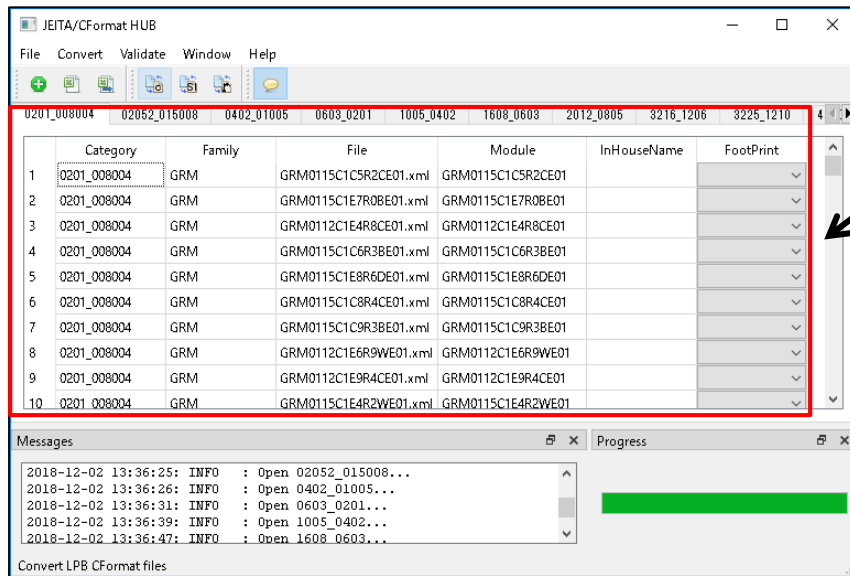 JEITA/CFormat HUB
File Convert Validate Window Help
0201_008004 02052_015008 0402_01005 0603_0201 1005_0402 1608_0603 2012_0805 3216_1206 3225_1210 4
Category Family File Module InHouseName FootPrint
1 0201_008004 GRM GRM0115C1C5R2CE01.xml GRM0115C1C5R2CE01
2 0201_008004 GRM GRM0115C1E7R0BE01.xml GRM0115C1E7R0BE01
3 0201_008004 GRM GRM0112C1E4R8CE01.xml GRM0112C1E4R8CE01
4 0201_008004 GRM GRM0115C1C6R3BE01.xml GRM0115C1C6R3BE01
5 0201_008004 GRM GRM0115C1E8R6DE01.xml GRM0115C1E8R6DE01
6 0201_008004 GRM GRM0115C1C8R4CE01.xml GRM0115C1C8R4CE01
7 0201_008004 GRM GRM0115C1C9R3BE01.xml GRM0115C1C9R3BE01
8 0201_008004 GRM GRM0112C1E6R9WE01.xml GRM0112C1E6R9WE01
9 0201_008004 GRM GRM0112C1E9R4CE01.xml GRM0112C1E9R4CE01
10 0201_008004 GRM GRM0115C1E4R2WE01.xml GRM0115C1E4R2WE01
Messages Progress
2018-12-02 13:36:25: INFO : Open 02052_015008...
2018-12-02 13:36:26: INFO : Open 0402_01005...
2018-12-02 13:36:31: INFO : Open 0603_0201...
2018-12-02 13:36:39: INFO : Open 1005_0402...
2018-12-02 13:36:47: INFO : Open 1608_0603...
Convert LPB CFormat files